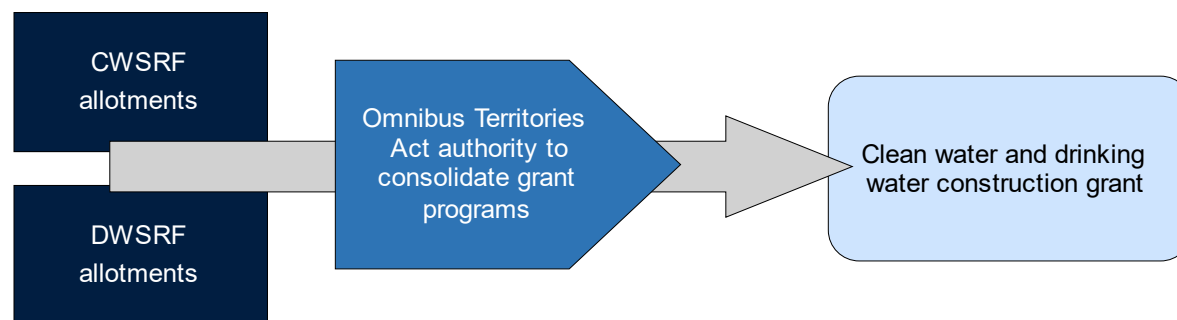 CWSRF
allotments
DWSRF
allotments
Omnibus Territories
Act authority to
consolidate grant
programs
Clean water and drinking
water construction grant